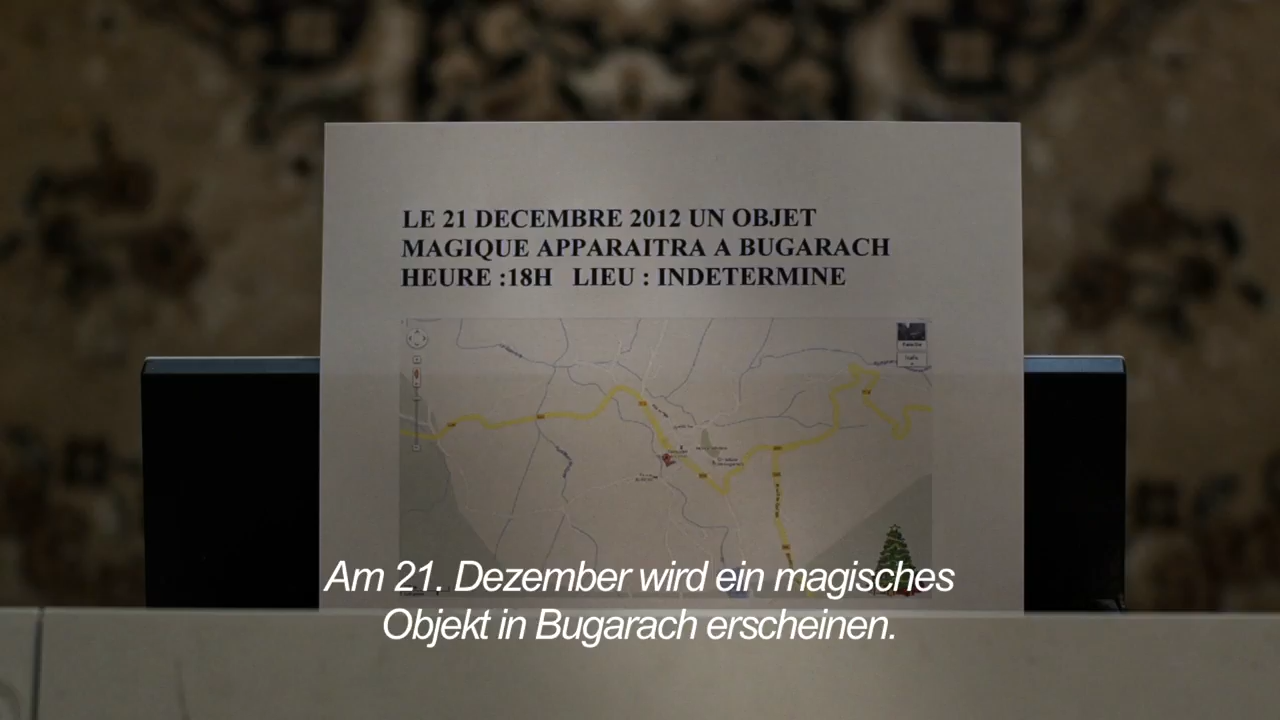 LE 21 DECEMBRE 2012 UN OBJET
MAGIQUE APPARAITRA A BUGARACH
HEURE :18H LIEU : INDETERMINE
Am 21. Dezember wird ein magisches
Objekt in Bugarach erscheinen.